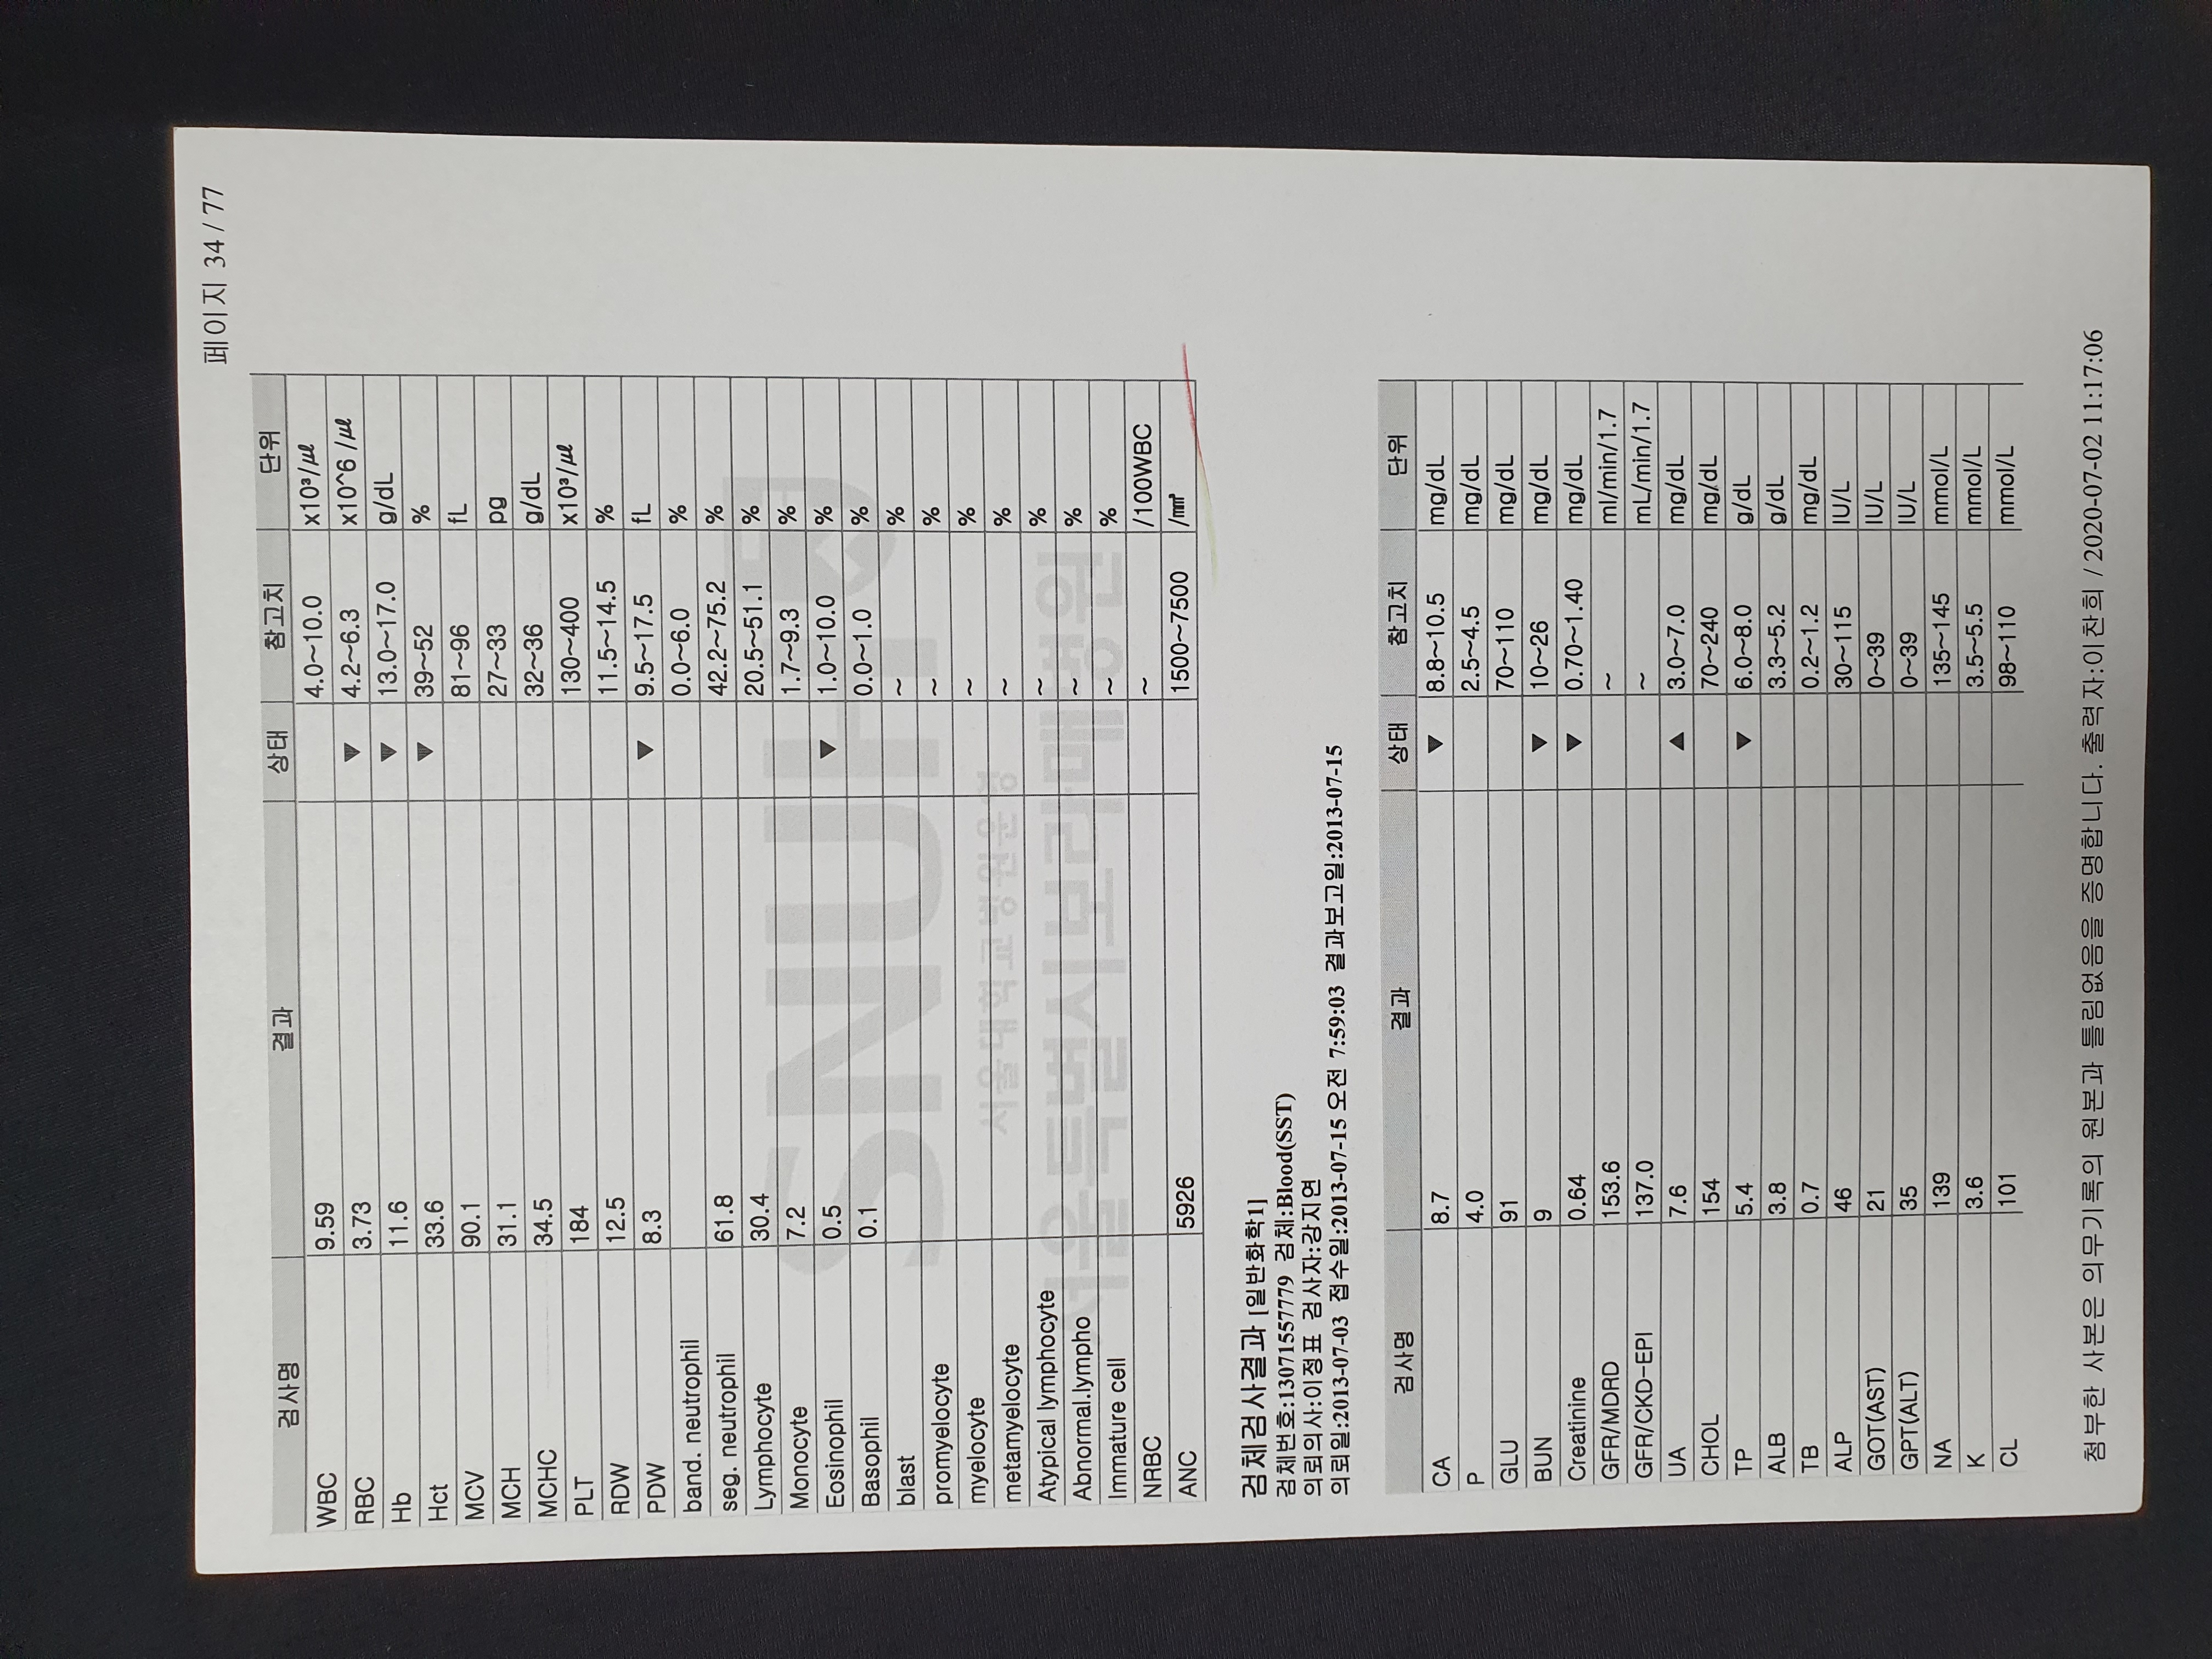 페이지 34 / 77
검사명 결과 상태 참고치 단위
WBC 9.59 4.0~10.0 x10³/㎕
RBC 3.73 ▼ 4.2~6.3 x10^6 /㎕
Hb 11.6 ▼ 13.0~17.0 g/dL
Hct 33.6 ▼ 39~52 %
MCV 90.1 81~96 fL
MCH 31.1 27~33 pg
MCHC 34.5 32~36 g/dL
PLT 184 130~400 x10³/㎕
RDW 12.5 11.5~14.5 %
PDW 8.3 ▼ 9.5~17.5 fL
band. neutrophil 0.0~6.0 %
seg. neutrophil 61.8 42.2~75.2 %
Lymphocyte 30.4 20.5~51.1 %
Monocyte 7.2 1.7~9.3 %
Eosinophil 0.5 ▼ 1.0~10.0 %
Basophil 0.1 0.0~1.0 %
SNUH
blast ~ %
promyelocyte ~ %
myelocyte ~ %
서울대학교병원운영
metamyelocyte ~ %
Atypical lymphocyte ~ %
서울특별시보라매병원
Abnormal.lympho ~ %
Immature cell ~ %
NRBC ~ /100WBC
ANC 5926 1500~7500 /㎣
검체검사결과 [일반화학1]
검체번호:13071557779 검체:Blood(SST)
의뢰의사:이정표 검사자:강지연
의뢰일:2013-07-03 접수일:2013-07-15 오전 7:59:03 결과보고일:2013-07-15
검사명 결과 상태 참고치 단위
CA 8.7 ▼ 8.8~10.5 mg/dL
P 4.0 2.5~4.5 mg/dL
GLU 91 70~110 mg/dL
BUN 9 ▼ 10~26 mg/dL
Creatinine 0.64 ▼ 0.70~1.40 mg/dL
GFR/MDRD 153.6 ~ ml/min/1.7
GFR/CKD-EPI 137.0 ~ mL/min/1.7
UA 7.6 ▲ 3.0~7.0 mg/dL
CHOL 154 70~240 mg/dL
TP 5.4 ▼ 6.0~8.0 g/dL
ALB 3.8 3.3~5.2 g/dL
TB 0.7 0.2~1.2 mg/dL
ALP 46 30~115 IU/L
GOT(AST) 21 0~39 IU/L
GPT(ALT) 35 0~39 IU/L
NA 139 135~145 mmol/L
K 3.6 3.5~5.5 mmol/L
CL 101 98~110 mmol/L
첨부한 사본은 의무기록의 원본과 틀림없음을 증명합니다. 출력자:이찬희 / 2020-07-02 11:17:06